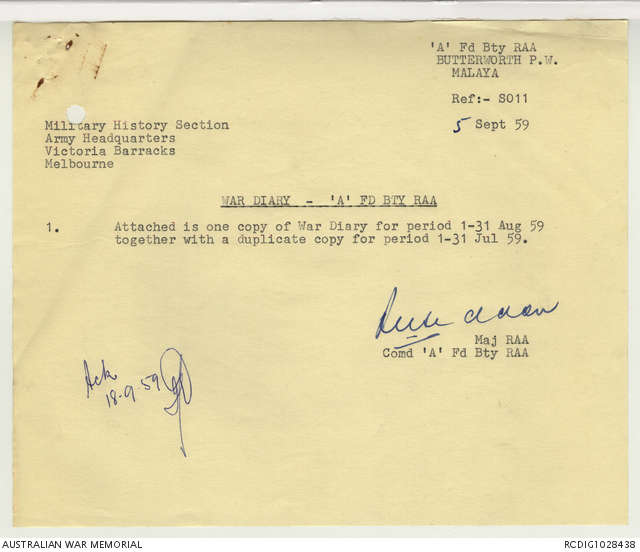 'A' Fd Bty RAA
BUTTERWORTH P.W.
MALAYA
Ref:- S011
5 Sept 59
Military History Section
Army Headquarters
Victoria Barracks
Melbourne
WAR DIARY - 'A' FD BTY RAA
1. Attached is one copy of War Diary for period 1-31 Aug 59
together with a duplicate copy for period 1-31 Jul 59.
Maj RAA
Comd 'A' Fd Bty RAA
Ack
18-9-59
AUSTRALIAN WAR MEMORIAL
RCDIG1028438